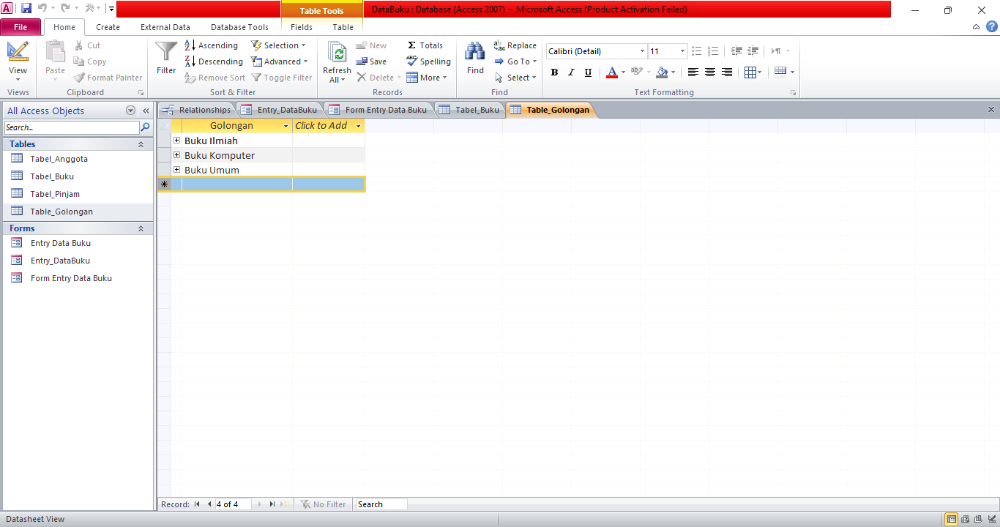 Table Tools
DataBuku : Database (Access 2007) - Microsoft Access (Product Activation Failed)
File Home Create External Data Database Tools Fields Table
View
Views
Paste
Cut
Copy
Format Painter
Clipboard
Filter
Ascending
Descending
Remove Sort
Selection
Advanced
Toggle Filter
Sort & Filter
Refresh
All
New
Save
Delete
Totals
Spelling
More
Records
Find
Replace
Go To
Select
Find
Calibri (Detail) 11
B I U
Text Formatting
All Access Objects
Search...
Tables
Tabel_Anggota
Tabel_Buku
Tabel_Pinjam
Table_Golongan
Forms
Entry Data Buku
Entry_DataBuku
Form Entry Data Buku
Relationships Entry_DataBuku Form Entry Data Buku Tabel_Buku Table_Golongan
Golongan Click to Add
Buku Ilmiah
Buku Komputer
Buku Umum
Record: 4 of 4 No Filter Search
Datasheet View